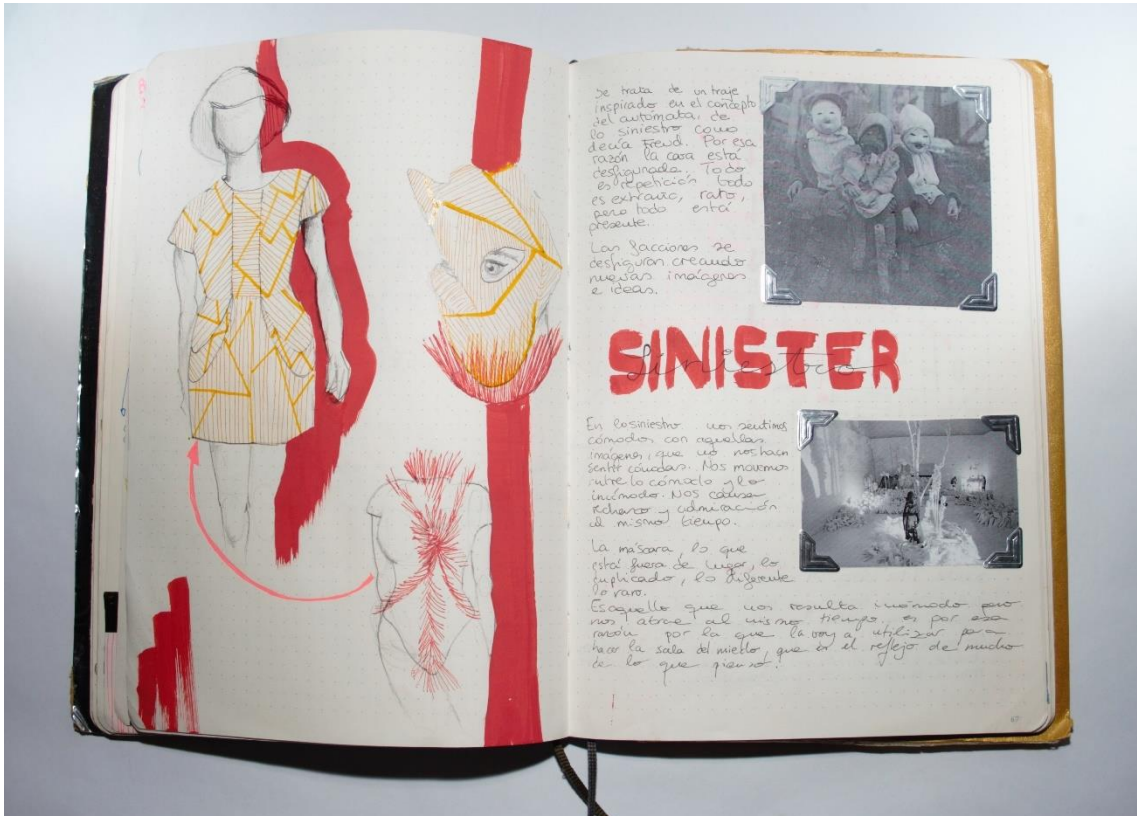 Se trata de un traje
inspirado en el concepto
del autómata, de
lo siniestro como
decía Freud. Por esa
razón la cara está
desfigurada. Todo
es repetición todo
es extraño, raro,
pero todo está
presente.
Las facciones se
desfiguran creando
nuevas imágenes
e ideas.
SINISTER
Siniestro
En lo siniestro nos sentimos
cómodos con aquellas
imágenes, que no nos hacen
sentir cómodas. Nos movemos
entre lo cómodo y lo
incómodo. Nos causa
rechazo y admiración
al mismo tiempo.
La máscara, lo que
está fuera de lugar, lo
duplicado, lo diferente
lo raro.
Es aquello que nos resulta incómodo pero
nos atrae al mismo tiempo, es por esa
razón por la que la voy a utilizar para
hacer la sala del miedo, que es el reflejo de mucho
de lo que pienso.